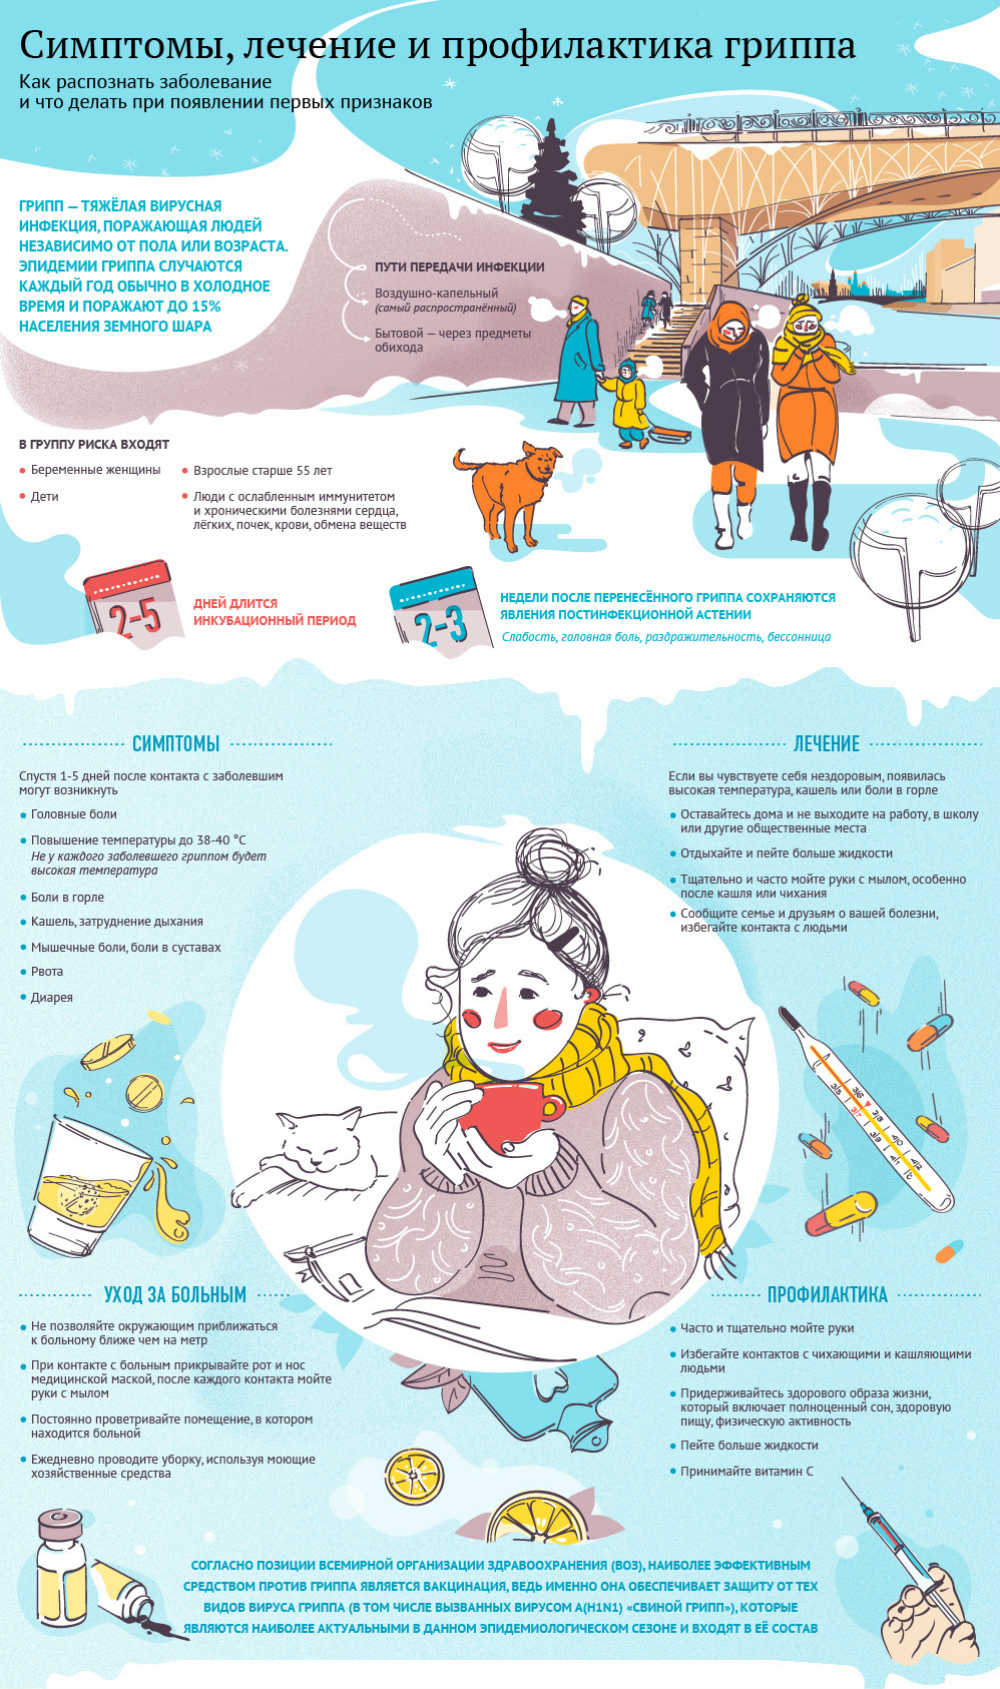 Симптомы, лечение и профилактика гриппа
Как распознать заболевание
и что делать при появлении первых признаков
ГРИПП — ТЯЖЁЛАЯ ВИРУСНАЯ
ИНФЕКЦИЯ, ПОРАЖАЮЩАЯ ЛЮДЕЙ
НЕЗАВИСИМО ОТ ПОЛА ИЛИ ВОЗРАСТА.
ЭПИДЕМИИ ГРИППА СЛУЧАЮТСЯ
КАЖДЫЙ ГОД ОБЫЧНО В ХОЛОДНОЕ
ВРЕМЯ И ПОРАЖАЮТ ДО 15%
НАСЕЛЕНИЯ ЗЕМНОГО ШАРА
ПУТИ ПЕРЕДАЧИ ИНФЕКЦИИ
Воздушно-капельный
(самый распространённый)
Бытовой — через предметы
обихода
В ГРУППУ РИСКА ВХОДЯТ
Беременные женщины
Дети
Взрослые старше 55 лет
Люди с ослабленным иммунитетом
и хроническими болезнями сердца,
лёгких, почек, крови, обмена веществ
2-5
ДНЕЙ ДЛИТСЯ
ИНКУБАЦИОННЫЙ ПЕРИОД
2-3
НЕДЕЛИ ПОСЛЕ ПЕРЕНЕСЁННОГО ГРИППА СОХРАНЯЮТСЯ
ЯВЛЕНИЯ ПОСТИНФЕКЦИОННОЙ АСТЕНИИ
Слабость, головная боль, раздражительность, бессонница
СИМПТОМЫ
Спустя 1-5 дней после контакта с заболевшим
могут возникнуть
Головные боли
Повышение температуры до 38-40 °С
Не у каждого заболевшего гриппом будет
высокая температура
Боли в горле
Кашель, затруднение дыхания
Мышечные боли, боли в суставах
Рвота
Диарея
ЛЕЧЕНИЕ
Если вы чувствуете себя нездоровым, появилась
высокая температура, кашель или боли в горле
Оставайтесь дома и не выходите на работу, в школу
или другие общественные места
Отдыхайте и пейте больше жидкости
Тщательно и часто мойте руки с мылом, особенно
после кашля или чихания
Сообщите семье и друзьям о вашей болезни,
избегайте контакта с людьми
УХОД ЗА БОЛЬНЫМ
Не позволяйте окружающим приближаться
к больному ближе чем на метр
При контакте с больным прикрывайте рот и нос
медицинской маской, после каждого контакта мойте
руки с мылом
Постоянно проветривайте помещение, в котором
находится больной
Ежедневно проводите уборку, используя моющие
хозяйственные средства
ПРОФИЛАКТИКА
Часто и тщательно мойте руки
Избегайте контактов с чихающими и кашляющими
людьми
Придерживайтесь здорового образа жизни,
который включает полноценный сон, здоровую
пищу, физическую активность
Пейте больше жидкости
Принимайте витамин С
СОГЛАСНО ПОЗИЦИИ ВСЕМИРНОЙ ОРГАНИЗАЦИИ ЗДРАВООХРАНЕНИЯ (ВОЗ), НАИБОЛЕЕ ЭФФЕКТИВНЫМ
СРЕДСТВОМ ПРОТИВ ГРИППА ЯВЛЯЕТСЯ ВАКЦИНАЦИЯ, ВЕДЬ ИМЕННО ОНА ОБЕСПЕЧИВАЕТ ЗАЩИТУ ОТ ТЕХ
ВИДОВ ВИРУСА ГРИППА (В ТОМ ЧИСЛЕ ВЫЗВАННЫХ ВИРУСОМ A(H1N1) «СВИНОЙ ГРИПП»), КОТОРЫЕ
ЯВЛЯЮТСЯ НАИБОЛЕЕ АКТУАЛЬНЫМИ В ДАННОМ ЭПИДЕМИОЛОГИЧЕСКОМ СЕЗОНЕ И ВХОДЯТ В ЕЁ СОСТАВ